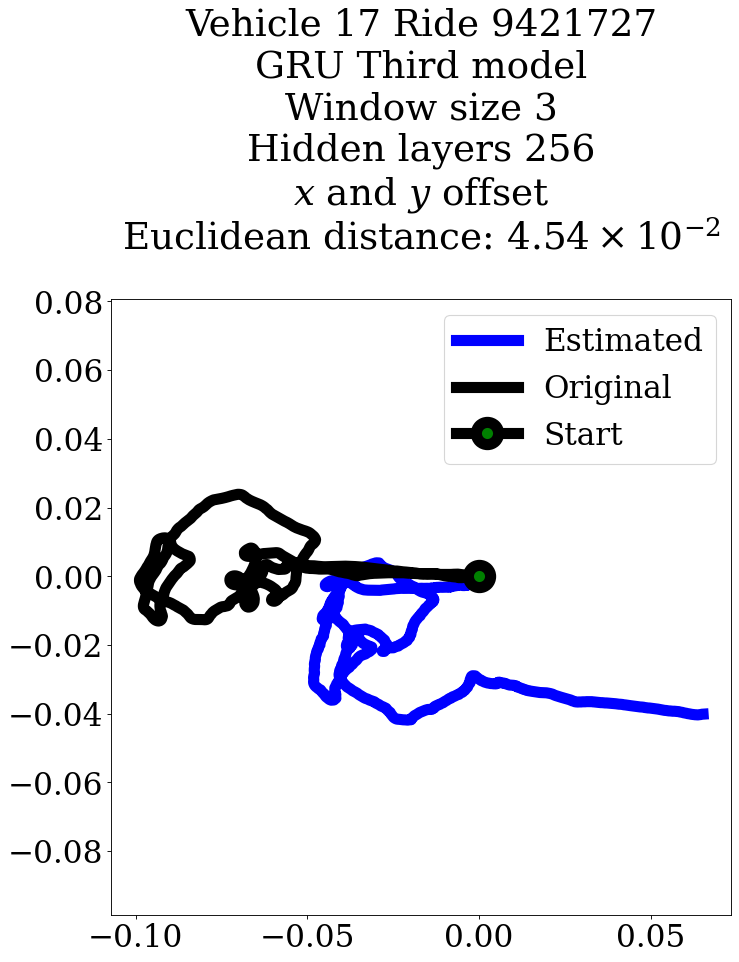 Vehicle 17 Ride 9421727
GRU Third model
Window size 3
Hidden layers 256
x and y offset
Euclidean distance: 4.54 × 10⁻²
Estimated
Original
Start
0.08
0.06
0.04
0.02
0.00
−0.02
−0.04
−0.06
−0.08
−0.10 −0.05 0.00 0.05